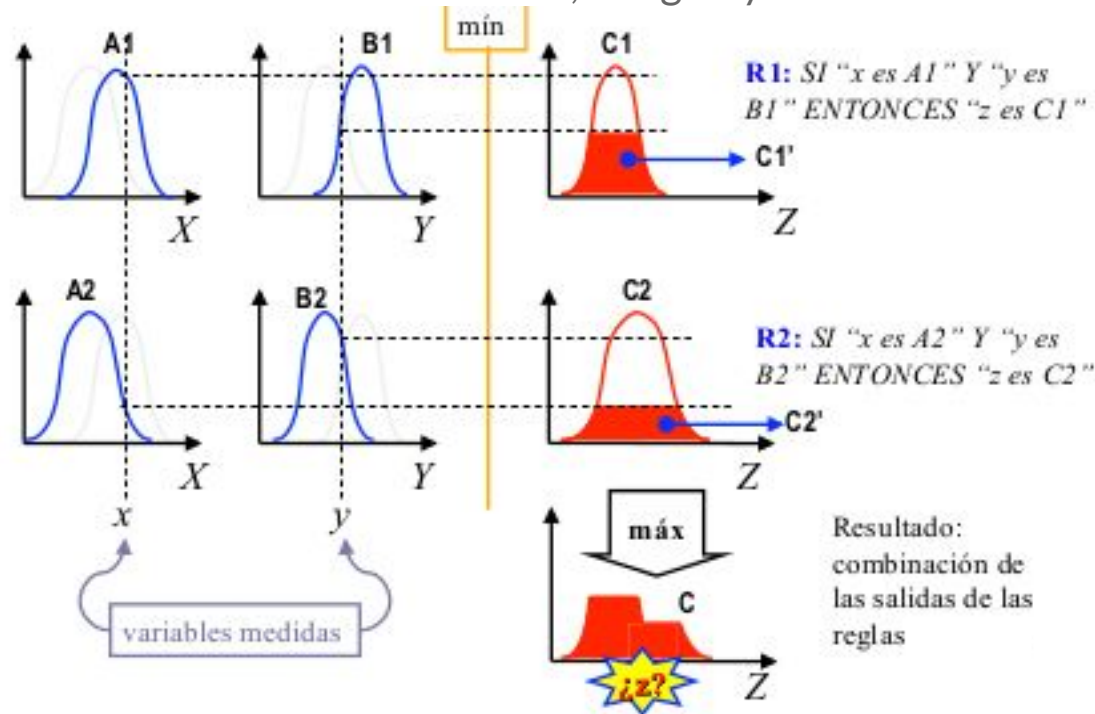 mín
A1
B1
C1
R1: SI “x es A1” Y “y es
B1” ENTONCES “z es C1”
C1'
X
Y
Z
A2
B2
C2
R2: SI “x es A2” Y “y es
B2” ENTONCES “z es C2”
C2'
X
Y
Z
x
y
máx
Resultado:
combinación de
las salidas de las
reglas
variables medidas
C
¿z?
Z